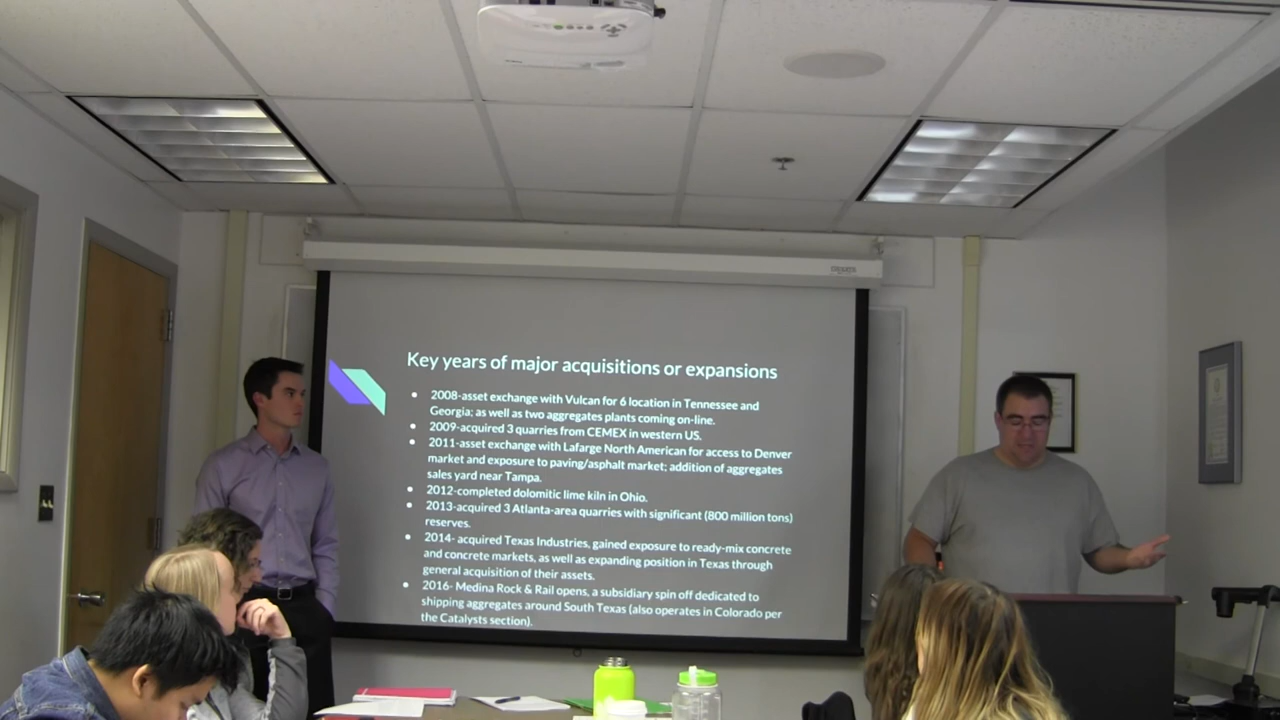 Key years of major acquisitions or expansions
• 2008-asset exchange with Vulcan for 6 location in Tennessee and
Georgia; as well as two aggregates plants coming on-line.
• 2009-acquired 3 quarries from CEMEX in western US.
• 2011-asset exchange with Lafarge North American for access to Denver
market and exposure to paving/asphalt market; addition of aggregates
sales yard near Tampa.
• 2012-completed dolomitic lime kiln in Ohio.
• 2013-acquired 3 Atlanta-area quarries with significant (800 million tons)
reserves.
• 2014- acquired Texas Industries, gained exposure to ready-mix concrete
and concrete markets, as well as expanding position in Texas through
general acquisition of their assets.
• 2016- Medina Rock & Rail opens, a subsidiary spin off dedicated to
shipping aggregates around South Texas (also operates in Colorado per
the Catalysts section).